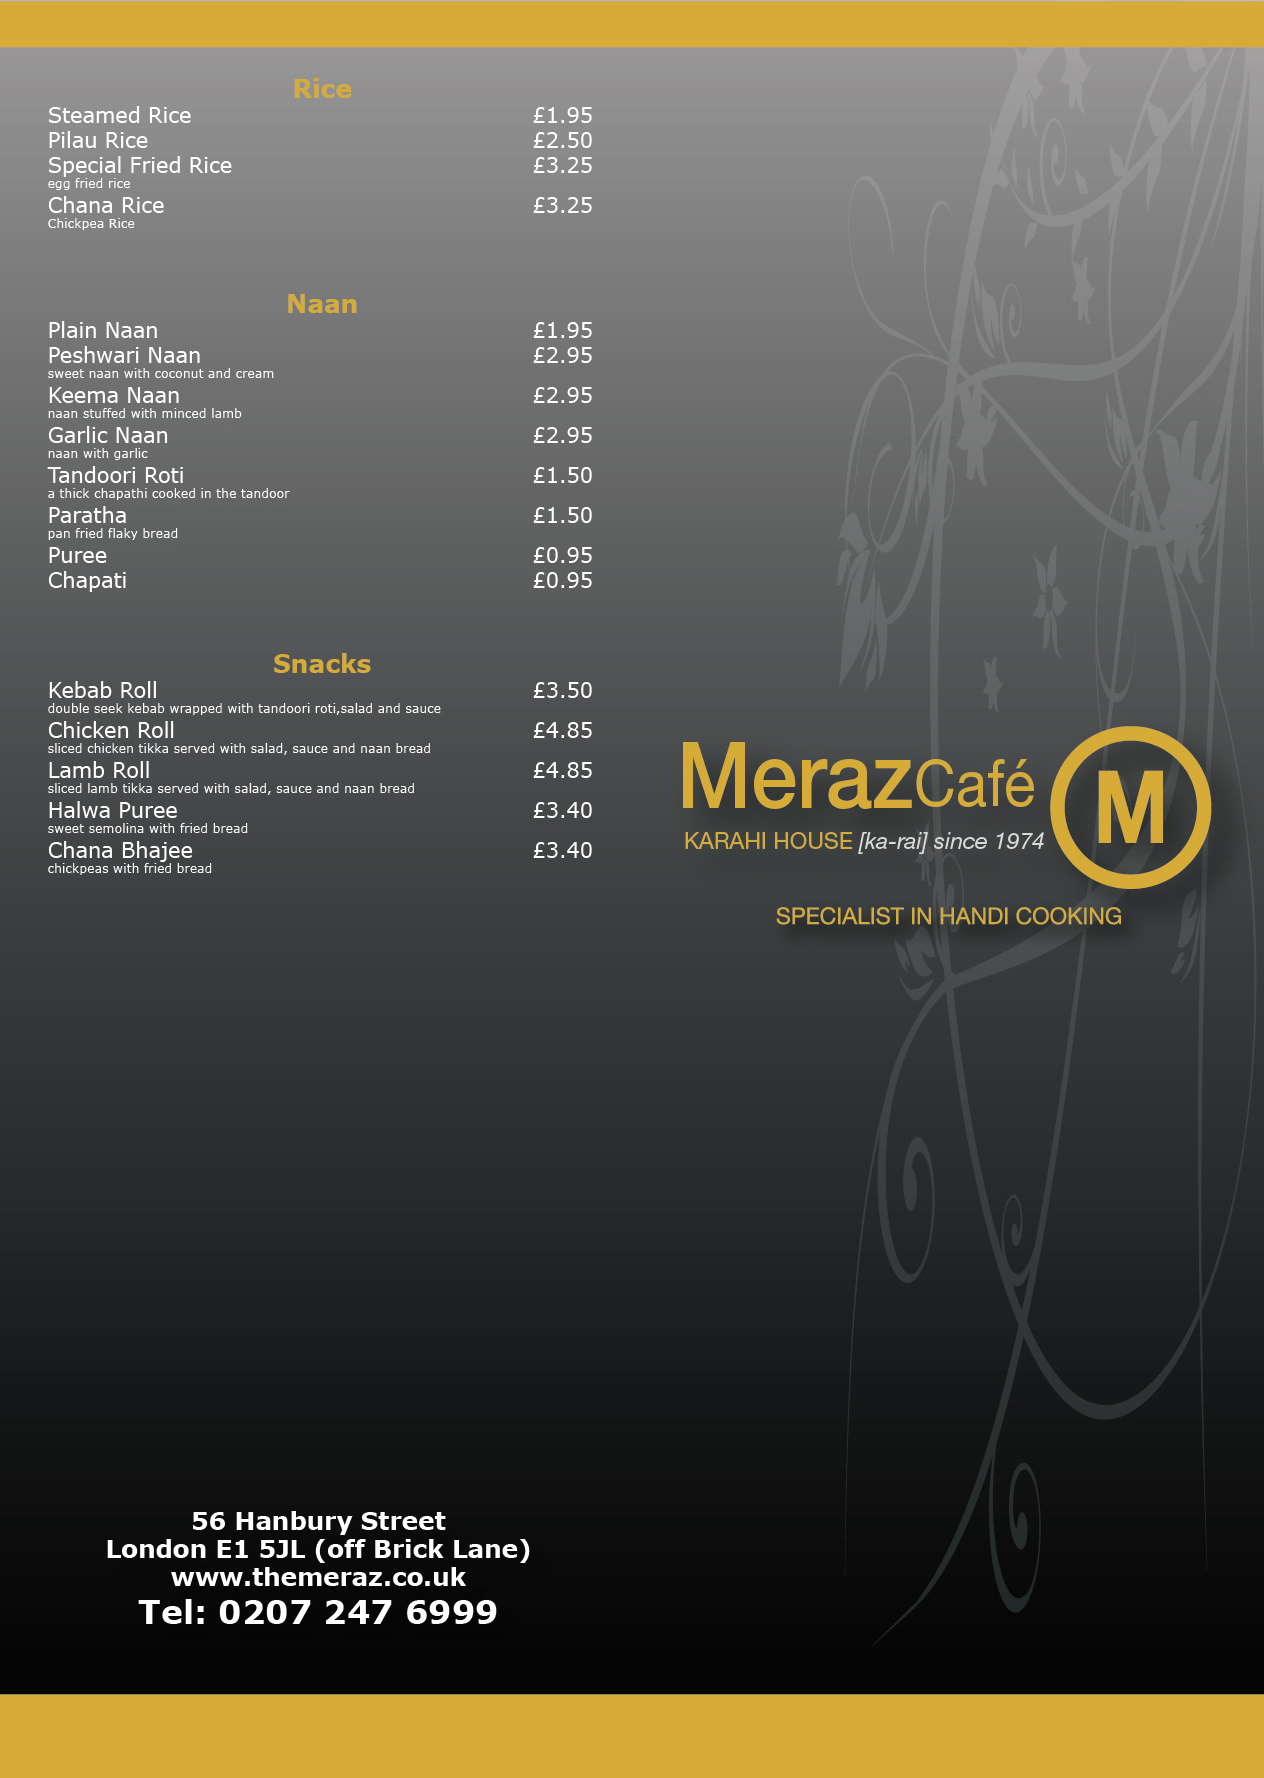 Rice
Steamed Rice £1.95
Pilau Rice £2.50
Special Fried Rice £3.25
egg fried rice
Chana Rice £3.25
Chickpea Rice
Naan
Plain Naan £1.95
Peshwari Naan £2.95
sweet naan with coconut and cream
Keema Naan £2.95
naan stuffed with minced lamb
Garlic Naan £2.95
naan with garlic
Tandoori Roti £1.50
a thick chapathi cooked in the tandoor
Paratha £1.50
pan fried flaky bread
Puree £0.95
Chapati £0.95
Snacks
Kebab Roll £3.50
double seek kebab wrapped with tandoori roti,salad and sauce
Chicken Roll £4.85
sliced chicken tikka served with salad, sauce and naan bread
Lamb Roll £4.85
sliced lamb tikka served with salad, sauce and naan bread
Halwa Puree £3.40
sweet semolina with fried bread
Chana Bhajee £3.40
chickpeas with fried bread
56 Hanbury Street
London E1 5JL (off Brick Lane)
www.themeraz.co.uk
Tel: 0207 247 6999
MerazCafé
M
KARAHI HOUSE [ka-rai] since 1974
SPECIALIST IN HANDI COOKING